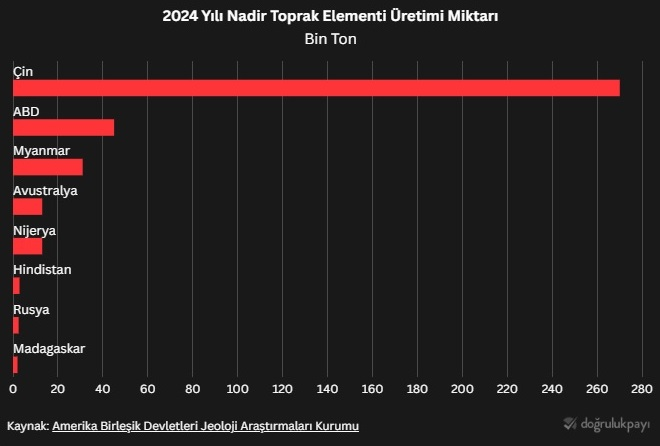 2024 Yılı Nadir Toprak Elementi Üretimi Miktarı
Bin Ton
Çin
ABD
Myanmar
Avustralya
Nijerya
Hindistan
Rusya
Madagaskar
0 20 40 60 80 100 120 140 160 180 200 220 240 260 280
Kaynak: Amerika Birleşik Devletleri Jeoloji Araştırmaları Kurumu
doğrulukpayı